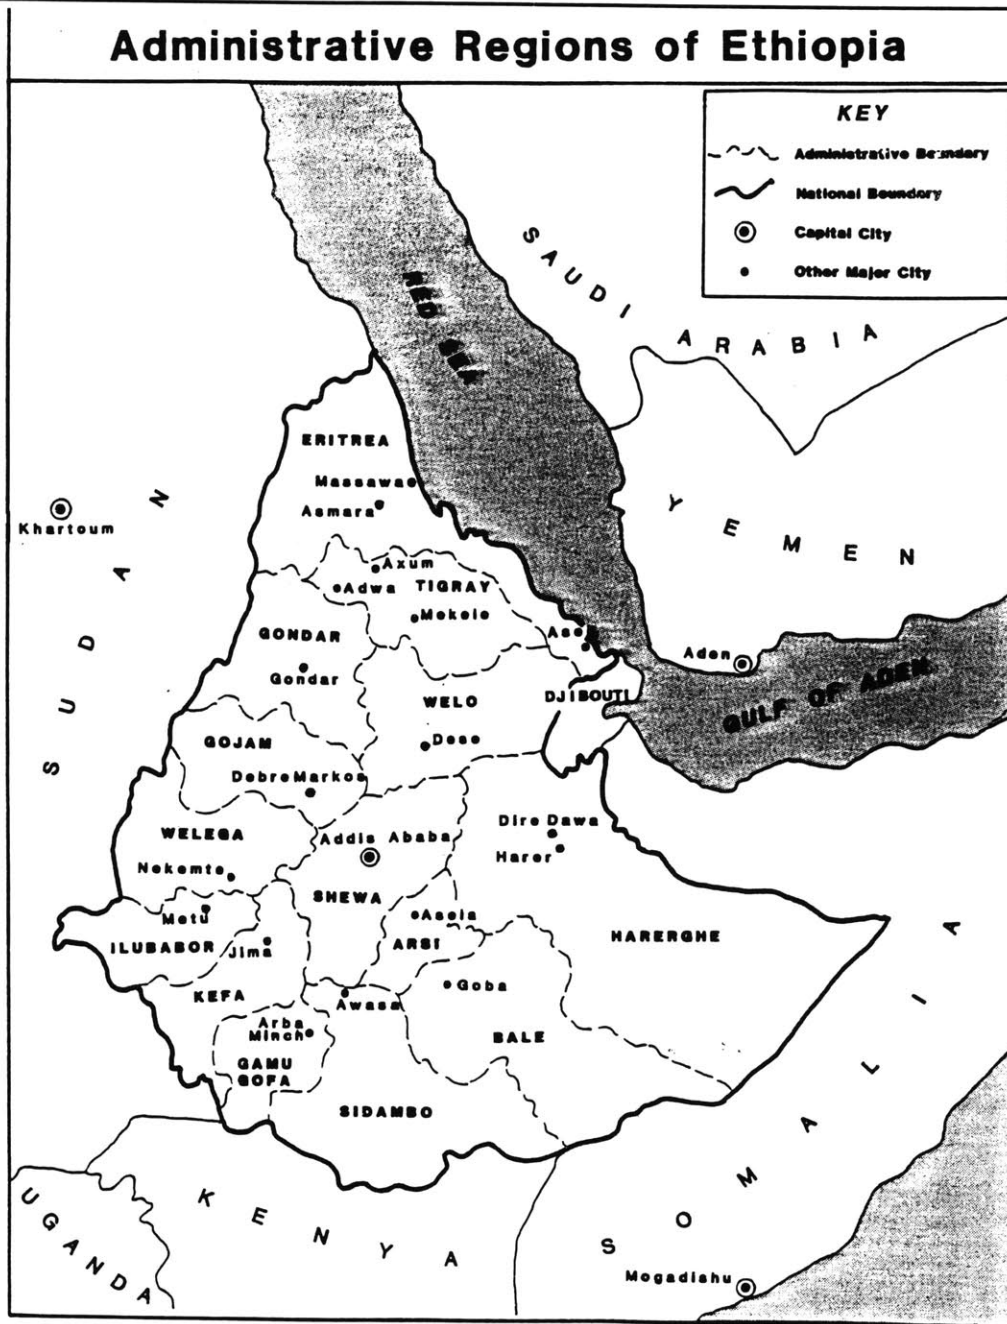 Administrative Regions of Ethiopia
KEY
Administrative Boundary
National Boundary
Capital City
Other Major City
SAUDI ARABIA
RED SEA
ERITREA
Massawa
Asmara
Khartoum
SUDAN
YEMEN
Axum
Adwa
TIGRAY
Mekele
GONDAR
Gondar
Aden
WELO
DJIBOUTI
GULF OF ADEN
GOJAM
Dese
Debre Markos
WELEGA
Addis Ababa
Dire Dawa
Harer
Nekemte
SHEWA
Metu
Asela
ILUBABOR
Jima
ARSI
HARERGHE
KEFA
Awasa
Goba
Arba
Minch
BALE
GAMU
GOFA
SIDAMBO
SOMALIA
KENYA
UGANDA
Mogadishu